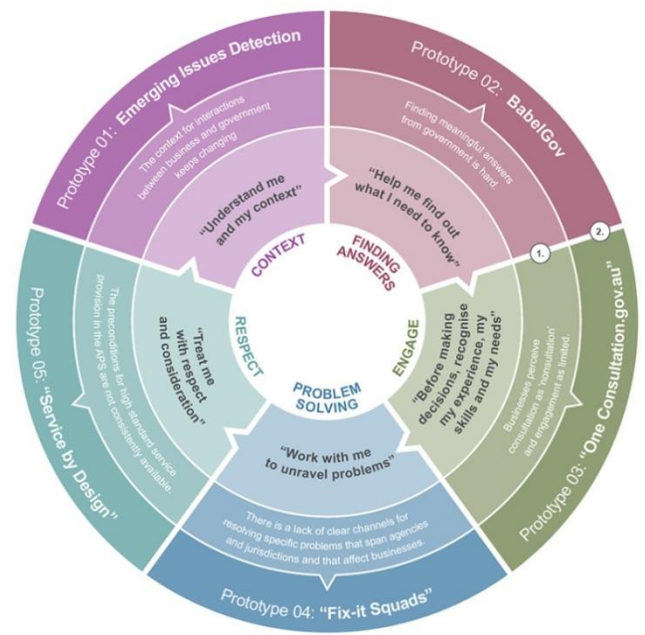 Prototype 01: Emerging Issues Detection
The context for interactions
between business and government
keeps changing
"Understand me
and my context"
CONTEXT
Prototype 02: BabelGov
Finding meaningful answers
from government is hard.
"Help me find out
what I need to know"
FINDING
ANSWERS
1.
2.
Prototype 03: "One Consultation.gov.au"
Businesses perceive
consultation as 'nonsultation'
and engagement as limited.
"Before making
decisions, recognise
my experience, my
skills and my needs"
ENGAGE
Prototype 04: "Fix-it Squads"
There is a lack of clear channels for
resolving specific problems that span agencies
and jurisdictions and that affect businesses.
"Work with me
to unravel problems"
PROBLEM
SOLVING
Prototype 05: "Service by Design"
The preconditions for high standard service
provision in the APS are not consistently available.
"Treat me
with respect
and consideration"
RESPECT